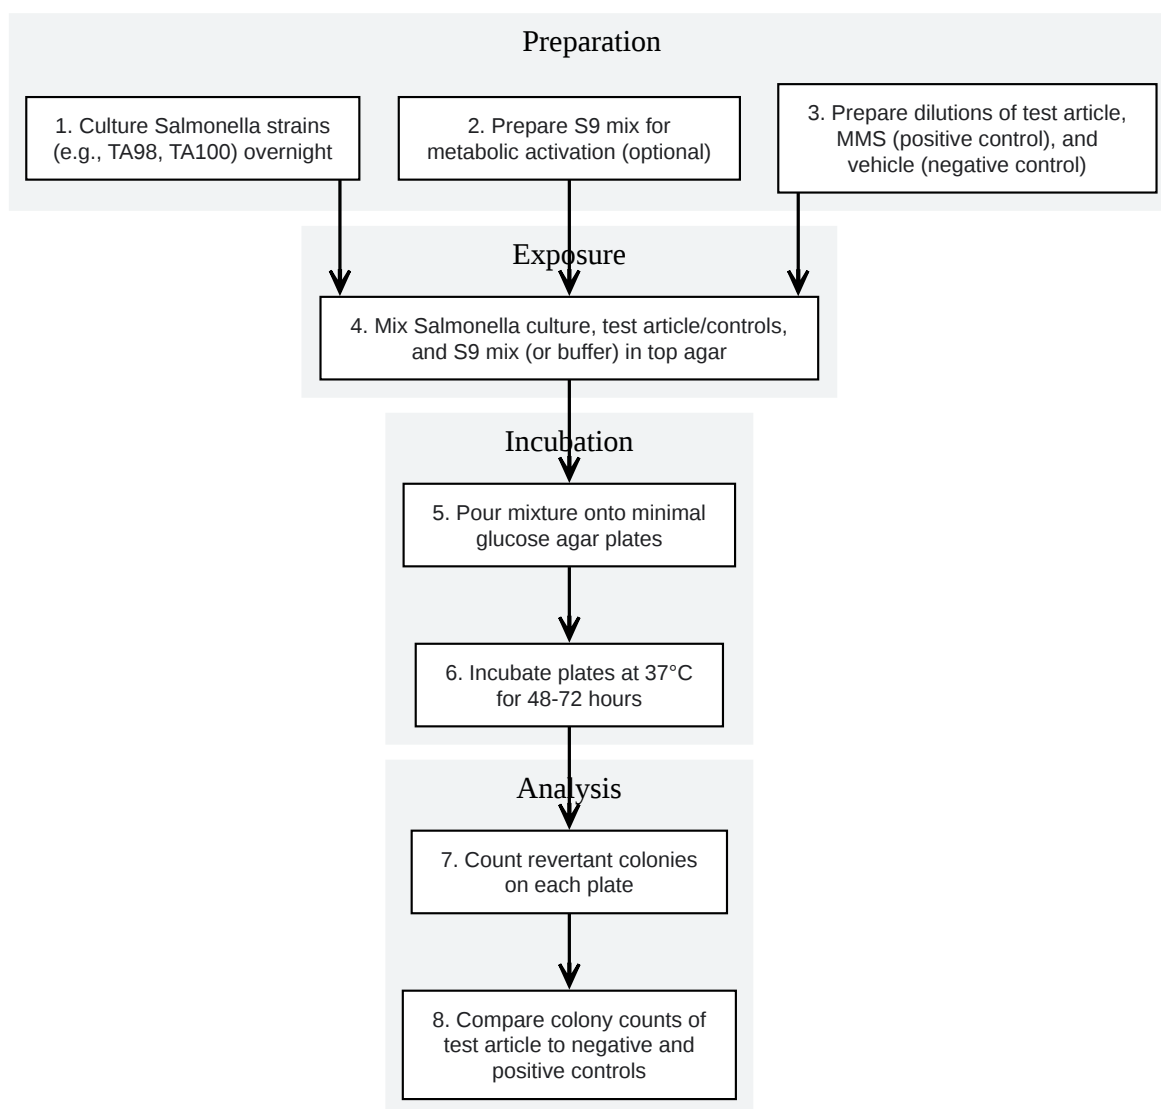 Preparation
1. Culture Salmonella strains
(e.g., TA98, TA100) overnight
2. Prepare S9 mix for
metabolic activation (optional)
3. Prepare dilutions of test article,
MMS (positive control), and
vehicle (negative control)
Exposure
4. Mix Salmonella culture, test article/controls,
and S9 mix (or buffer) in top agar
Incubation
5. Pour mixture onto minimal
glucose agar plates
6. Incubate plates at 37°C
for 48-72 hours
Analysis
7. Count revertant colonies
on each plate
8. Compare colony counts of
test article to negative and
positive controls